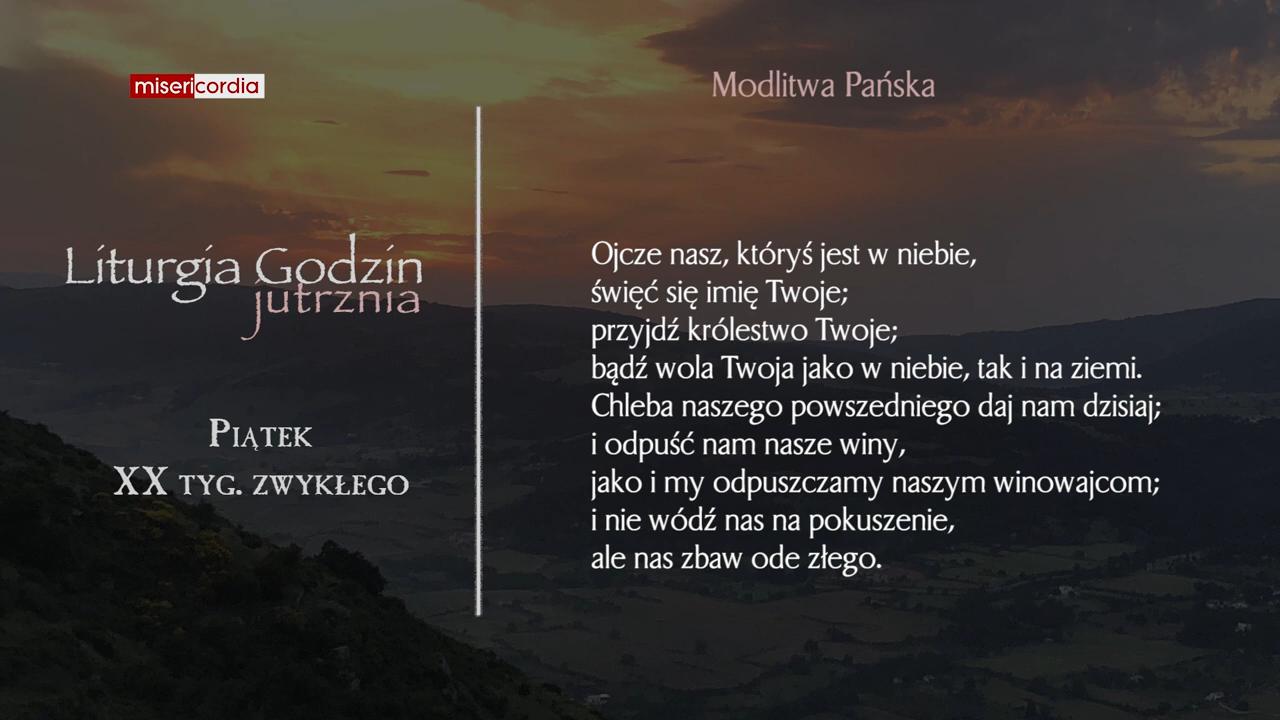 misericordia
Liturgia Godzin
jutrznia
Piątek
XX tyg. zwykłego
Modlitwa Pańska
Ojcze nasz, któryś jest w niebie,
święć się imię Twoje;
przyjdź królestwo Twoje;
bądź wola Twoja jako w niebie, tak i na ziemi.
Chleba naszego powszedniego daj nam dzisiaj;
i odpuść nam nasze winy,
jako i my odpuszczamy naszym winowajcom;
i nie wódź nas na pokuszenie,
ale nas zbaw ode złego.